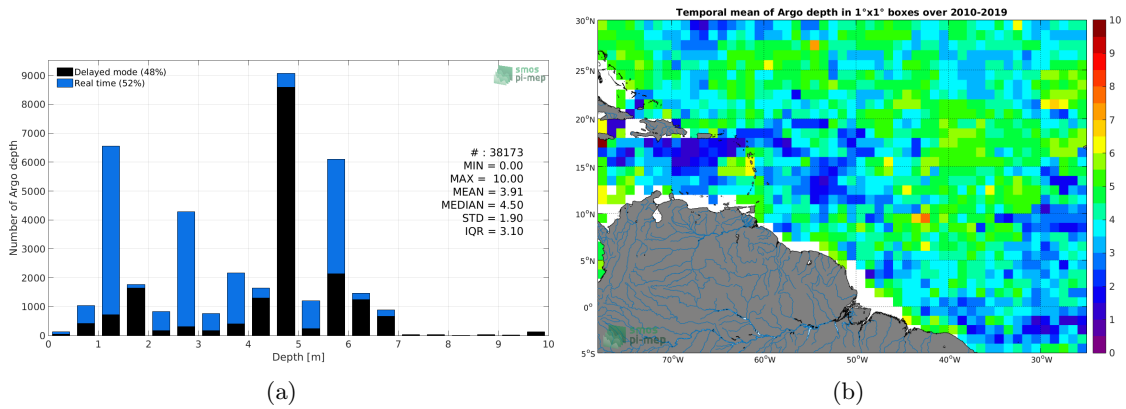 Delayed mode (48%)
Real time (52%)
smos
pi-mep
# : 38173
MIN = 0.00
MAX = 10.00
MEAN = 3.91
MEDIAN = 4.50
STD = 1.90
IQR = 3.10
Number of Argo depth
9000
8000
7000
6000
5000
4000
3000
2000
1000
0
0 1 2 3 4 5 6 7 8 9 10
Depth [m]
(a)
Temporal mean of Argo depth in 1°x1° boxes over 2010-2019
30°N
25°N
20°N
15°N
10°N
5°N
0°
5°S
70°W 60°W 50°W 40°W 30°W
smos
pi-mep
10
9
8
7
6
5
4
3
2
1
0
(b)